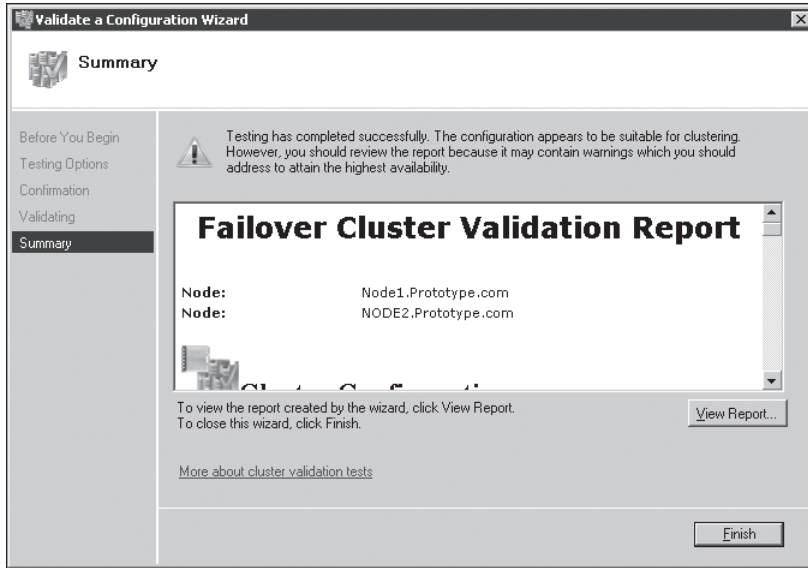 Validate a Configuration Wizard
Summary
Before You Begin
Testing Options
Confirmation
Validating
Summary
Testing has completed successfully. The configuration appears to be suitable for clustering.
However, you should review the report because it may contain warnings which you should
address to attain the highest availability.
Failover Cluster Validation Report
Node: Node1.Prototype.com
Node: NODE2.Prototype.com
To view the report created by the wizard, click View Report.
To close this wizard, click Finish.
View Report...
More about cluster validation tests
Finish